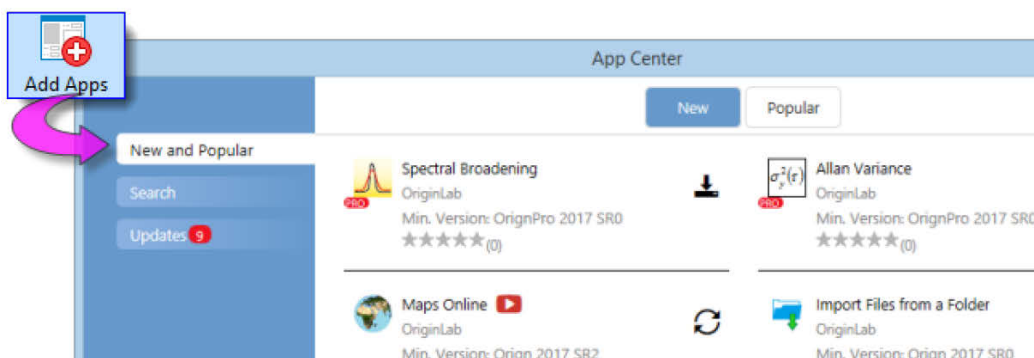 Add Apps
App Center
New
Popular
New and Popular
Search
Updates 9
Spectral Broadening
OriginLab
Min. Version: OrignPro 2017 SR0
(0)
PRO
Allan Variance
OriginLab
Min. Version: OrignPro 2017 SR0
(0)
σ²y(τ)
PRO
Maps Online
OriginLab
Min. Version: Orign 2017 SR2
Import Files from a Folder
OriginLab
Min. Version: Orign 2017 SR0